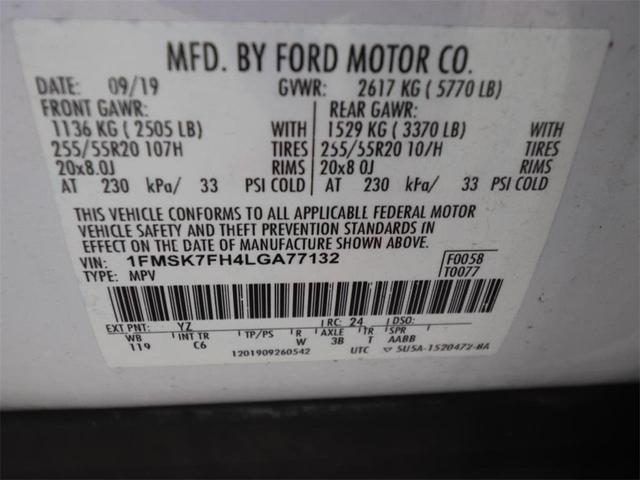 MFD. BY FORD MOTOR CO.
DATE: 09/19 GVWR: 2617 KG ( 5770 LB)
FRONT GAWR: REAR GAWR:
1136 KG ( 2505 LB) WITH 1529 KG ( 3370 LB) WITH
255/55R20 107H TIRES 255/55R20 10/H TIRES
20x8.0J RIMS 20x8.0J RIMS
AT 230 kPa/ 33 PSI COLD AT 230 kPa/ 33 PSI COLD
THIS VEHICLE CONFORMS TO ALL APPLICABLE FEDERAL MOTOR
VEHICLE SAFETY AND THEFT PREVENTION STANDARDS IN
EFFECT ON THE DATE OF MANUFACTURE SHOWN ABOVE.
VIN: 1FMSK7FH4LGA77132 F0058
TYPE: MPV T0077
EXT PNT: YZ RC: 24 DSO:
WB INT TR TP/PS R AXLE TR SPR
119 C6 W 3B T AABB
1201909260542 UTC ▽ 5U5A-1520472-BA